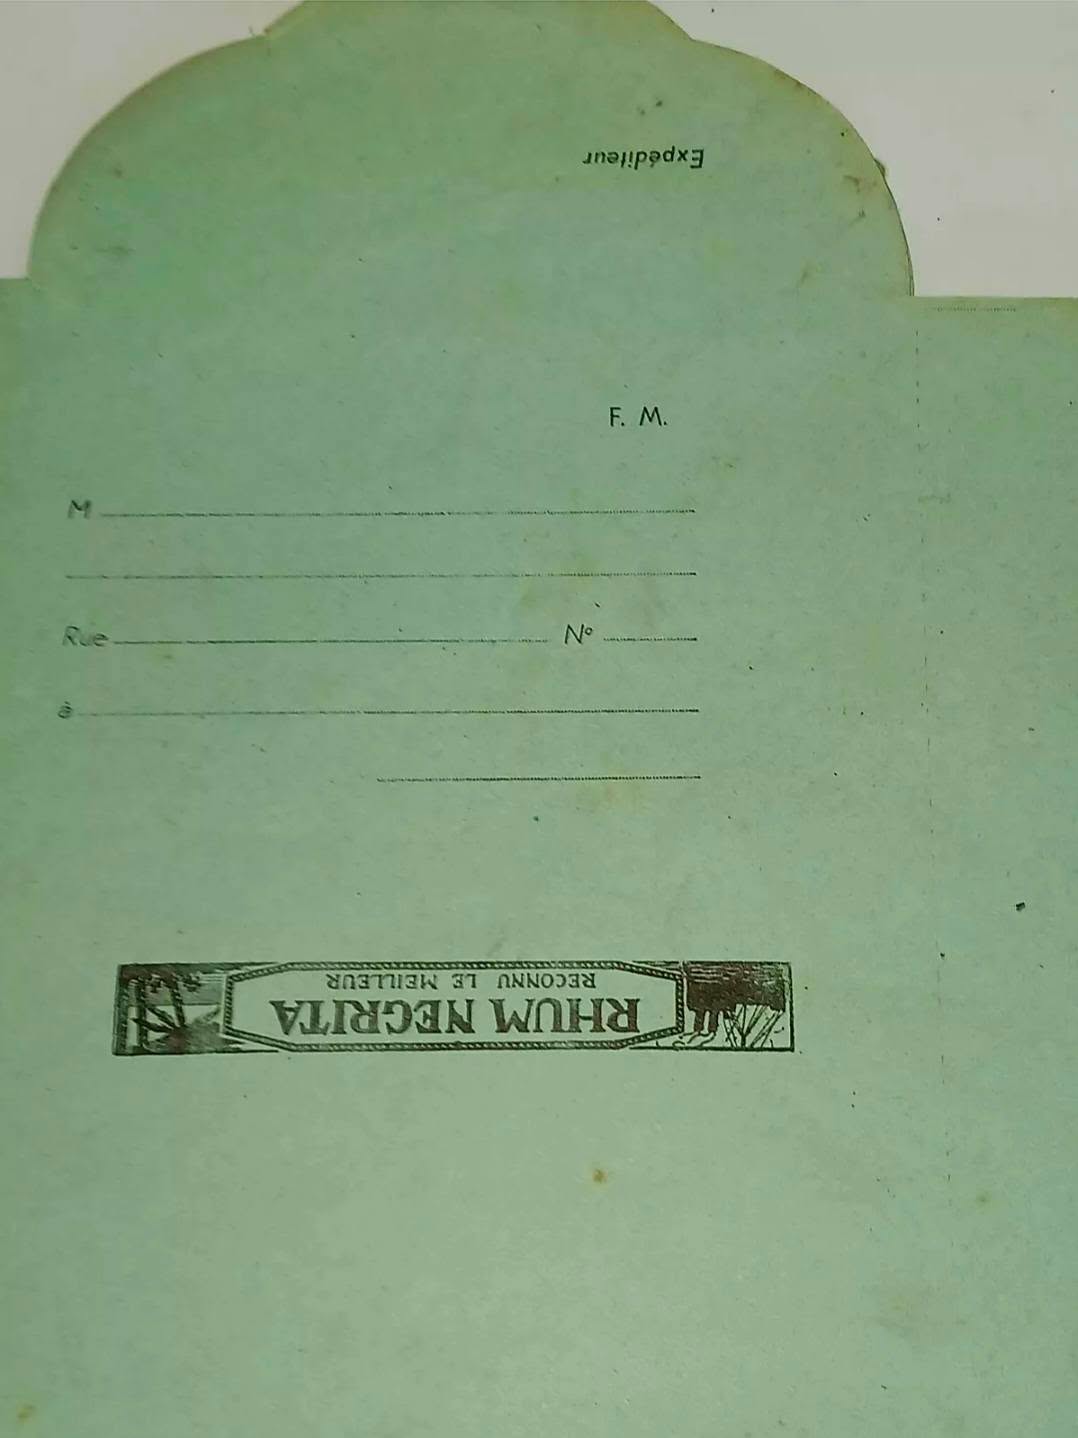 Expéditeur
F. M.
M
Rue N°
à
RHUM NEGRITA
RECONNU LE MEILLEUR